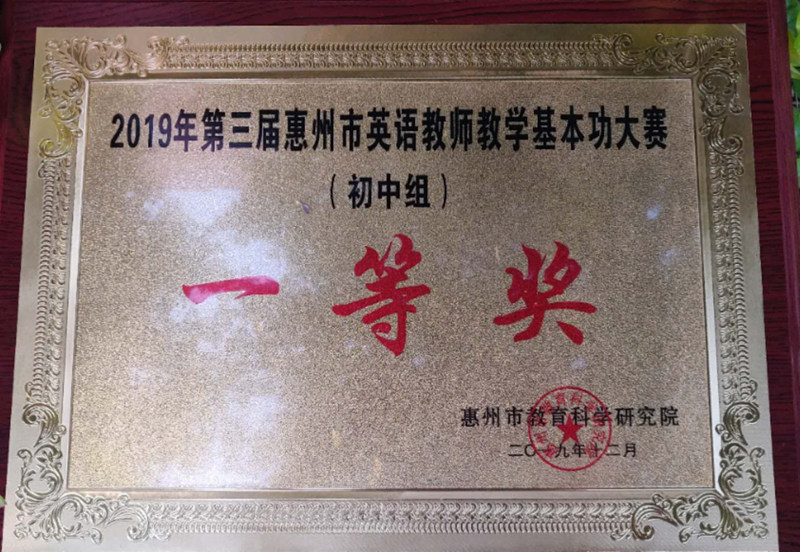 2019年第三届惠州市英语教师教学基本功大赛
（初中组）
一等奖
惠州市教育科学研究院
二〇一九年十二月